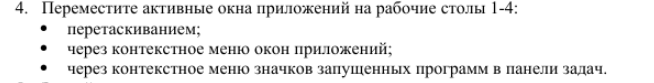 4. Переместите активные окна приложений на рабочие столы 1-4:
• перетаскиванием;
• через контекстное меню окон приложений;
• через контекстное меню значков запущенных программ в панели задач.